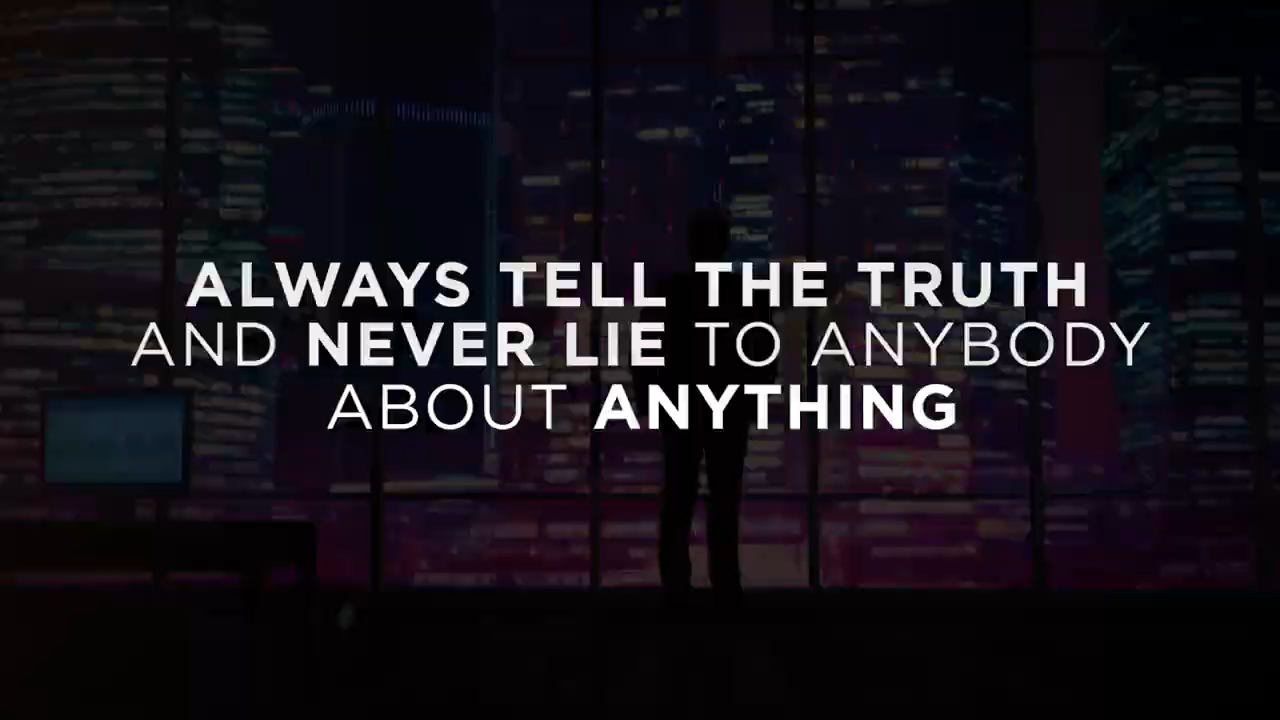 ALWAYS TELL THE TRUTH
AND NEVER LIE TO ANYBODY
ABOUT ANYTHING